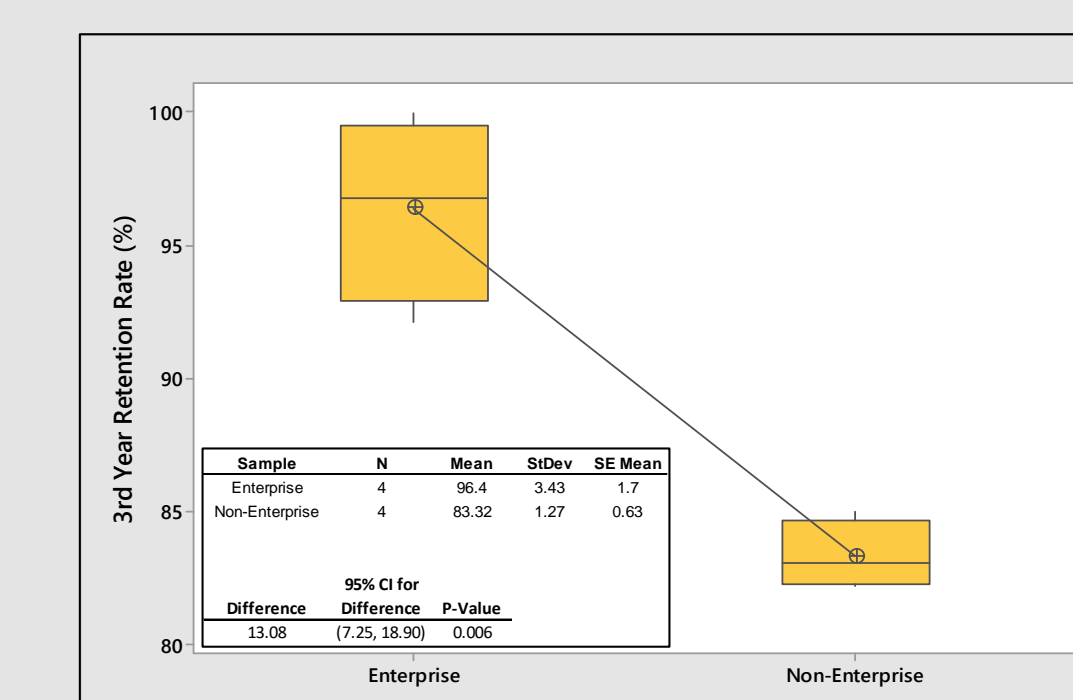 3rd Year Retention Rate (%)
100
95
90
85
80
Sample N Mean StDev SE Mean
Enterprise 4 96.4 3.43 1.7
Non-Enterprise 4 83.32 1.27 0.63
95% CI for
Difference Difference P-Value
13.08 (7.25, 18.90) 0.006
Enterprise Non-Enterprise